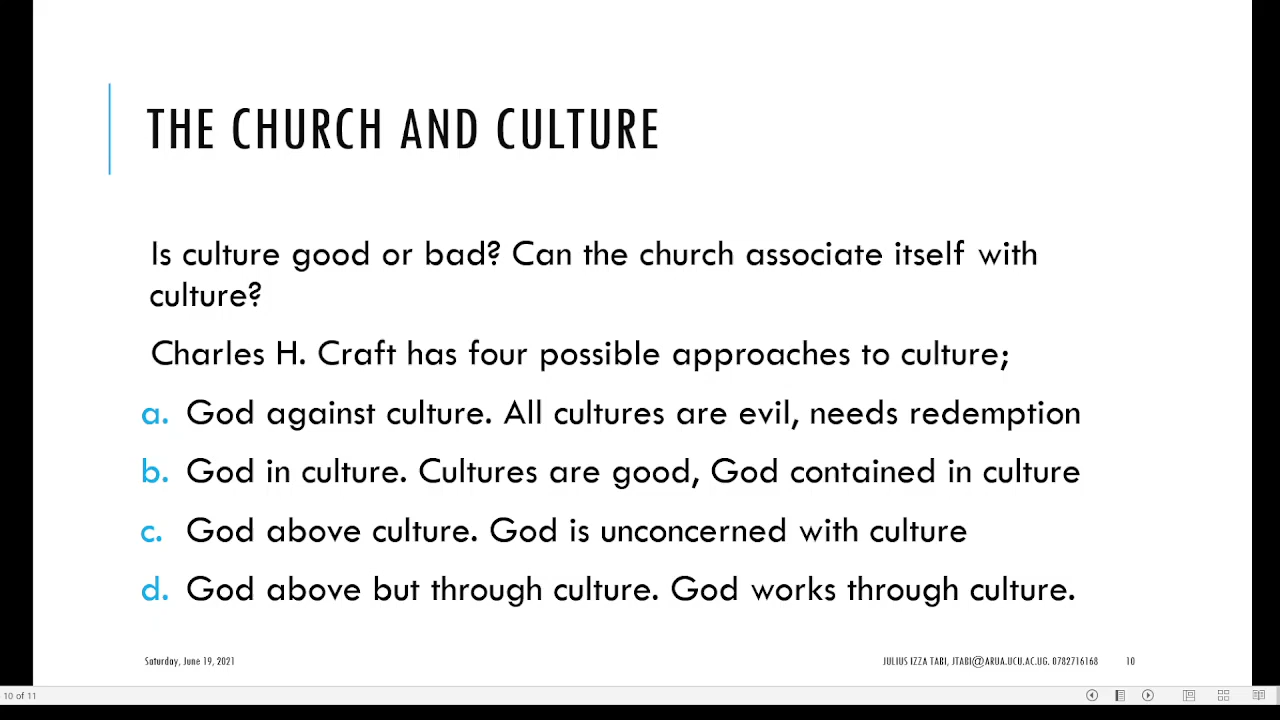 THE CHURCH AND CULTURE
Is culture good or bad? Can the church associate itself with
culture?
Charles H. Craft has four possible approaches to culture;
a. God against culture. All cultures are evil, needs redemption
b. God in culture. Cultures are good, God contained in culture
c. God above culture. God is unconcerned with culture
d. God above but through culture. God works through culture.
Saturday, June 19, 2021
JULIUS IZZA TABI, JTABI@ARUA.UCU.AC.UG. 0782716168
10
10 of 11